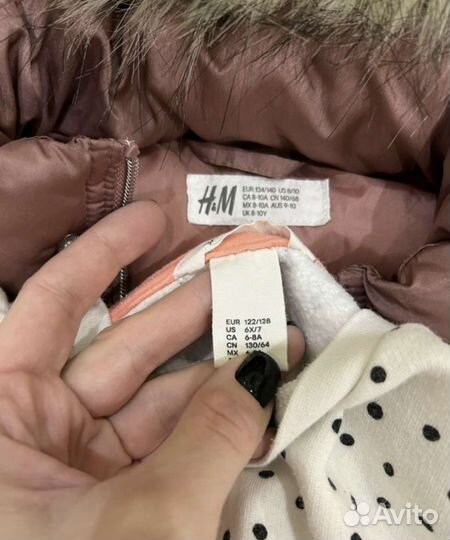 H&M
EUR 134/140 US 8/10
CA 8-10A CN 140/68
MX 8-10A AUS 9-10
UK 8-10Y
EUR 122/128
US 6X/7
CA 6-8A
CN 130/64
MX
Avito